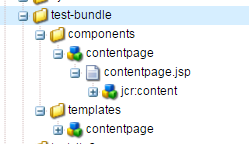 test-bundle
components
contentpage
contentpage.jsp
jcr:content
templates
contentpage